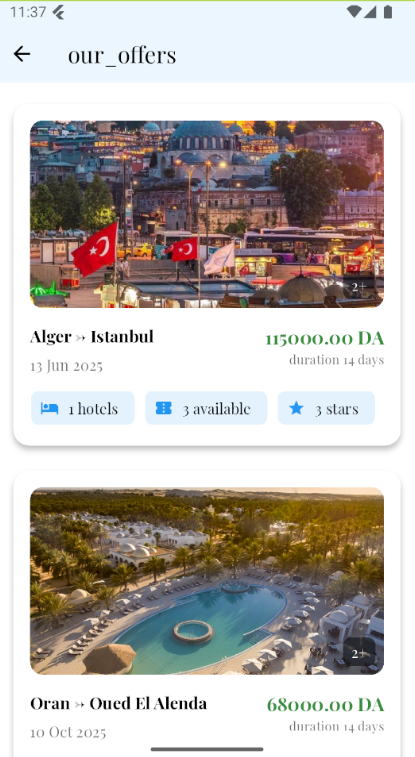 11:37
our_offers
2+
Alger » Istanbul
115000.00 DA
13 Jun 2025
duration 14 days
1 hotels
3 available
3 stars
2+
Oran » Oued El Alenda
68000.00 DA
10 Oct 2025
duration 14 days